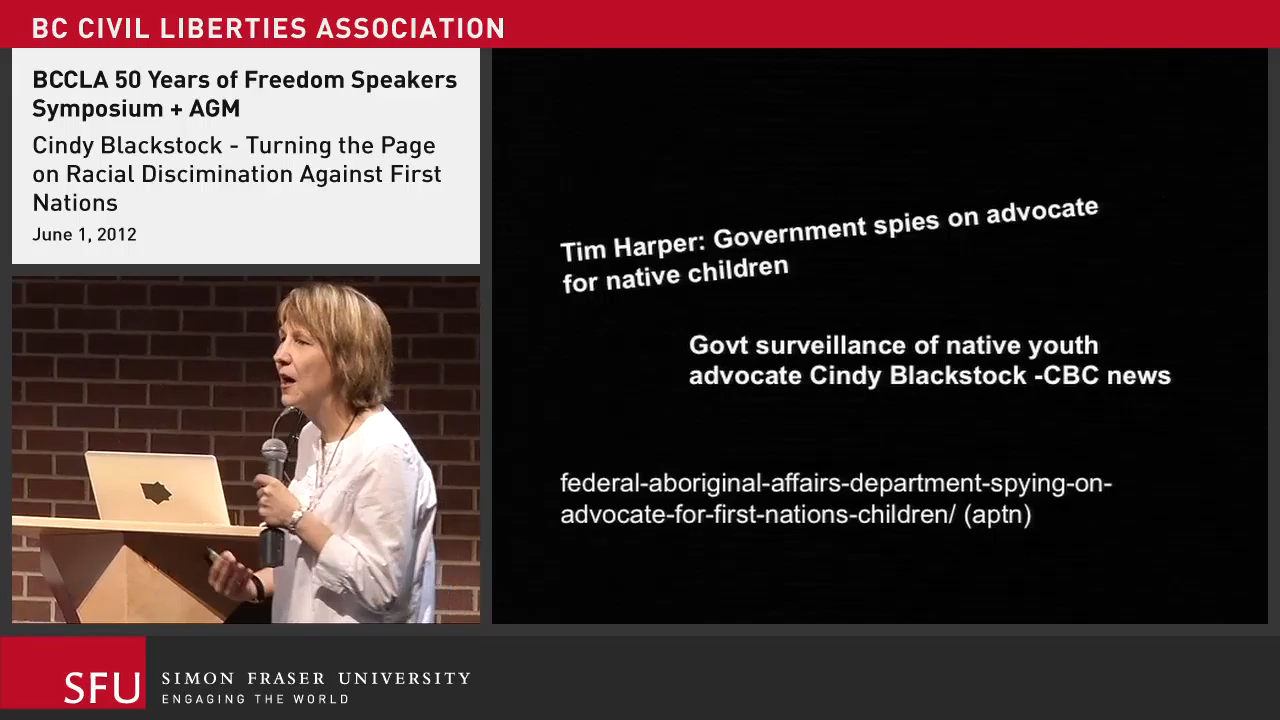 BC CIVIL LIBERTIES ASSOCIATION
BCCLA 50 Years of Freedom Speakers
Symposium + AGM
Cindy Blackstock - Turning the Page
on Racial Discrimination Against First
Nations
June 1, 2012
Tim Harper: Government spies on advocate
for native children
Govt surveillance of native youth
advocate Cindy Blackstock -CBC news
federal-aboriginal-affairs-department-spying-on-
advocate-for-first-nations-children/ (aptn)
SFU
SIMON FRASER UNIVERSITY
ENGAGING THE WORLD